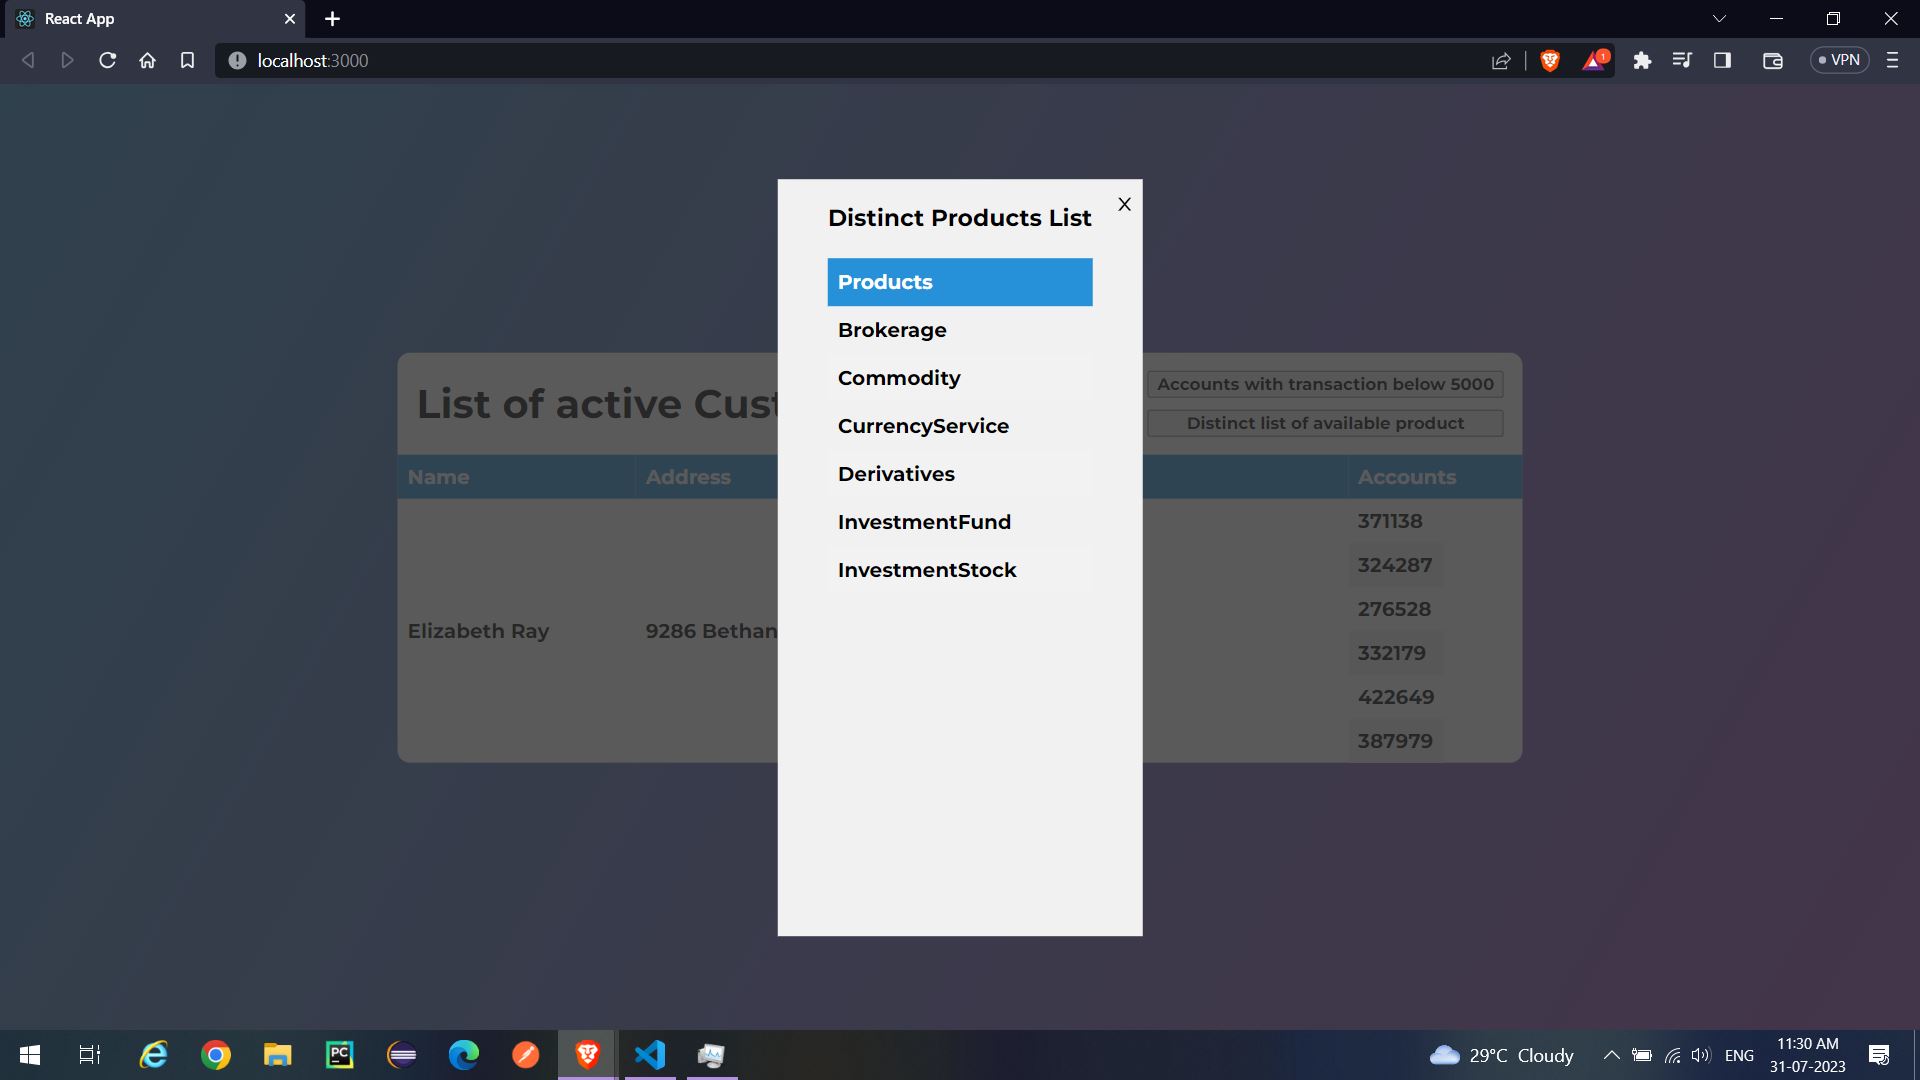 React App
localhost:3000
1
VPN
Distinct Products List
X
Products
Brokerage
Commodity
CurrencyService
Derivatives
InvestmentFund
InvestmentStock
List of active Cust
Accounts with transaction below 5000
Distinct list of available product
Name Address Accounts
371138
324287
276528
Elizabeth Ray 9286 Bethan
332179
422649
387979
PC
29°C Cloudy
ENG
11:30 AM
31-07-2023